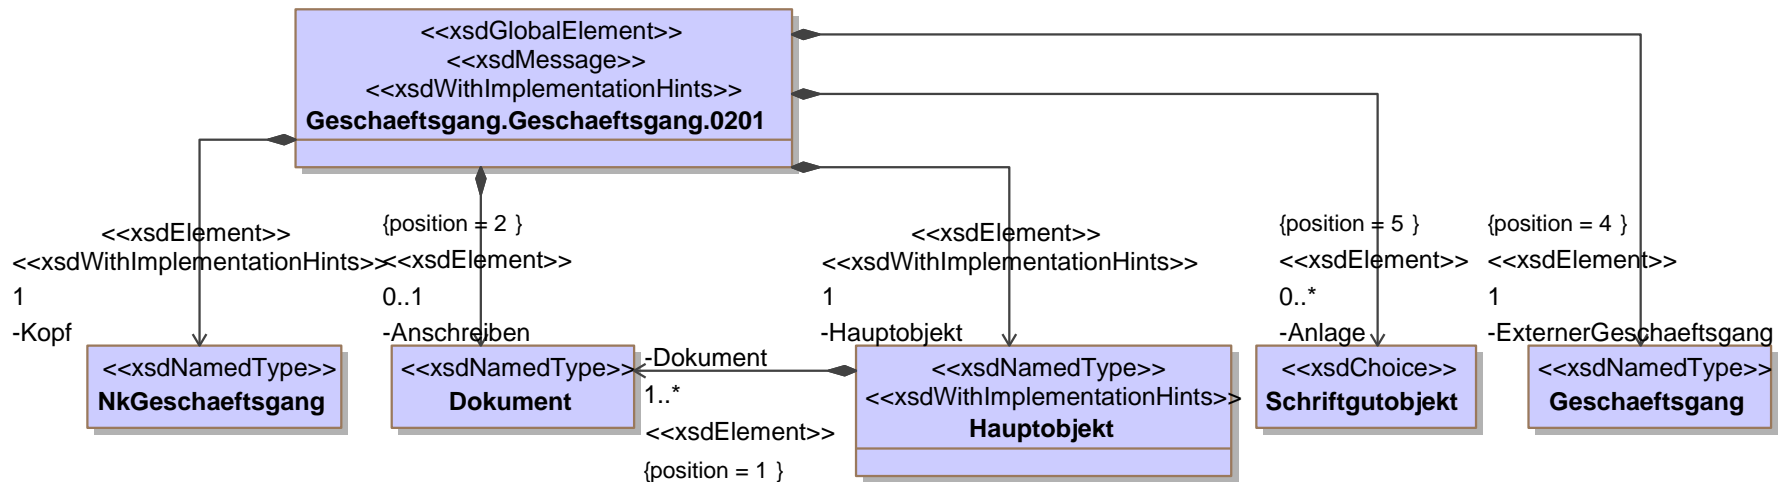 <<xsdGlobalElement>>
<<xsdMessage>>
<<xsdWithImplementationHints>>
Geschaeftsgang.Geschaeftsgang.0201
<<xsdElement>>
<<xsdWithImplementationHints>>
1
-Kopf
{position = 2 }
<<xsdElement>>
0..1
-Anschreiben
<<xsdElement>>
<<xsdWithImplementationHints>>
1
-Hauptobjekt
{position = 5 }
<<xsdElement>>
0..*
-Anlage
{position = 4 }
<<xsdElement>>
1
-ExternerGeschaeftsgang
<<xsdNamedType>>
NkGeschaeftsgang
<<xsdNamedType>>
Dokument
-Dokument
1..*
<<xsdElement>>
{position = 1 }
<<xsdNamedType>>
<<xsdWithImplementationHints>>
Hauptobjekt
<<xsdChoice>>
Schriftgutobjekt
<<xsdNamedType>>
Geschaeftsgang